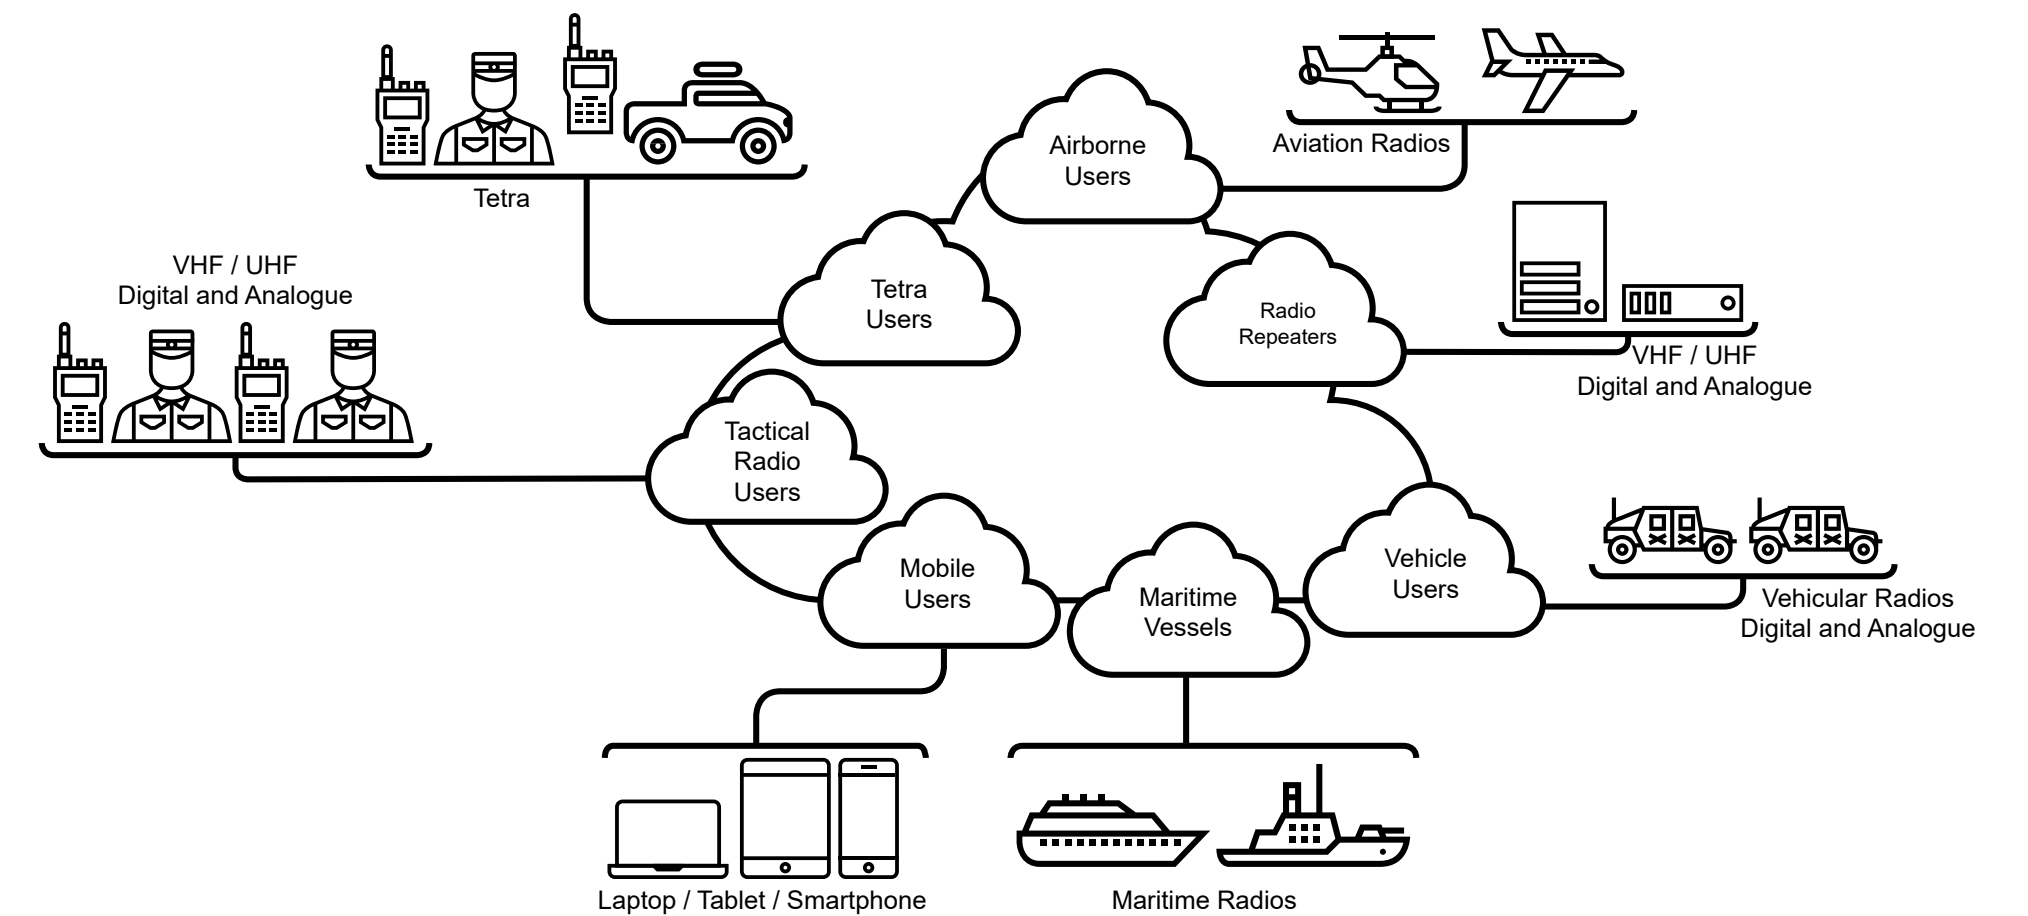 Tetra
Airborne
Users
Aviation Radios
VHF / UHF
Digital and Analogue
Tetra
Users
Radio
Repeaters
VHF / UHF
Digital and Analogue
Tactical
Radio
Users
Mobile
Users
Maritime
Vessels
Vehicle
Users
Vehicular Radios
Digital and Analogue
Laptop / Tablet / Smartphone
Maritime Radios